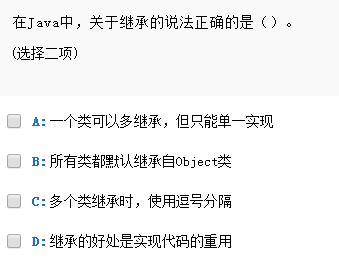 在Java中，关于继承的说法正确的是（）。
(选择二项)
A: 一个类可以多继承，但只能单一实现
B: 所有类都默认继承自Object类
C: 多个类继承时，使用逗号分隔
D: 继承的好处是实现代码的重用